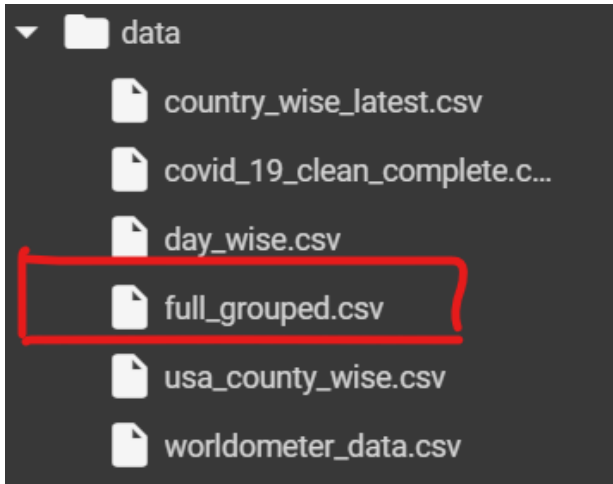 data
country_wise_latest.csv
covid_19_clean_complete.c...
day_wise.csv
full_grouped.csv
usa_county_wise.csv
worldometer_data.csv